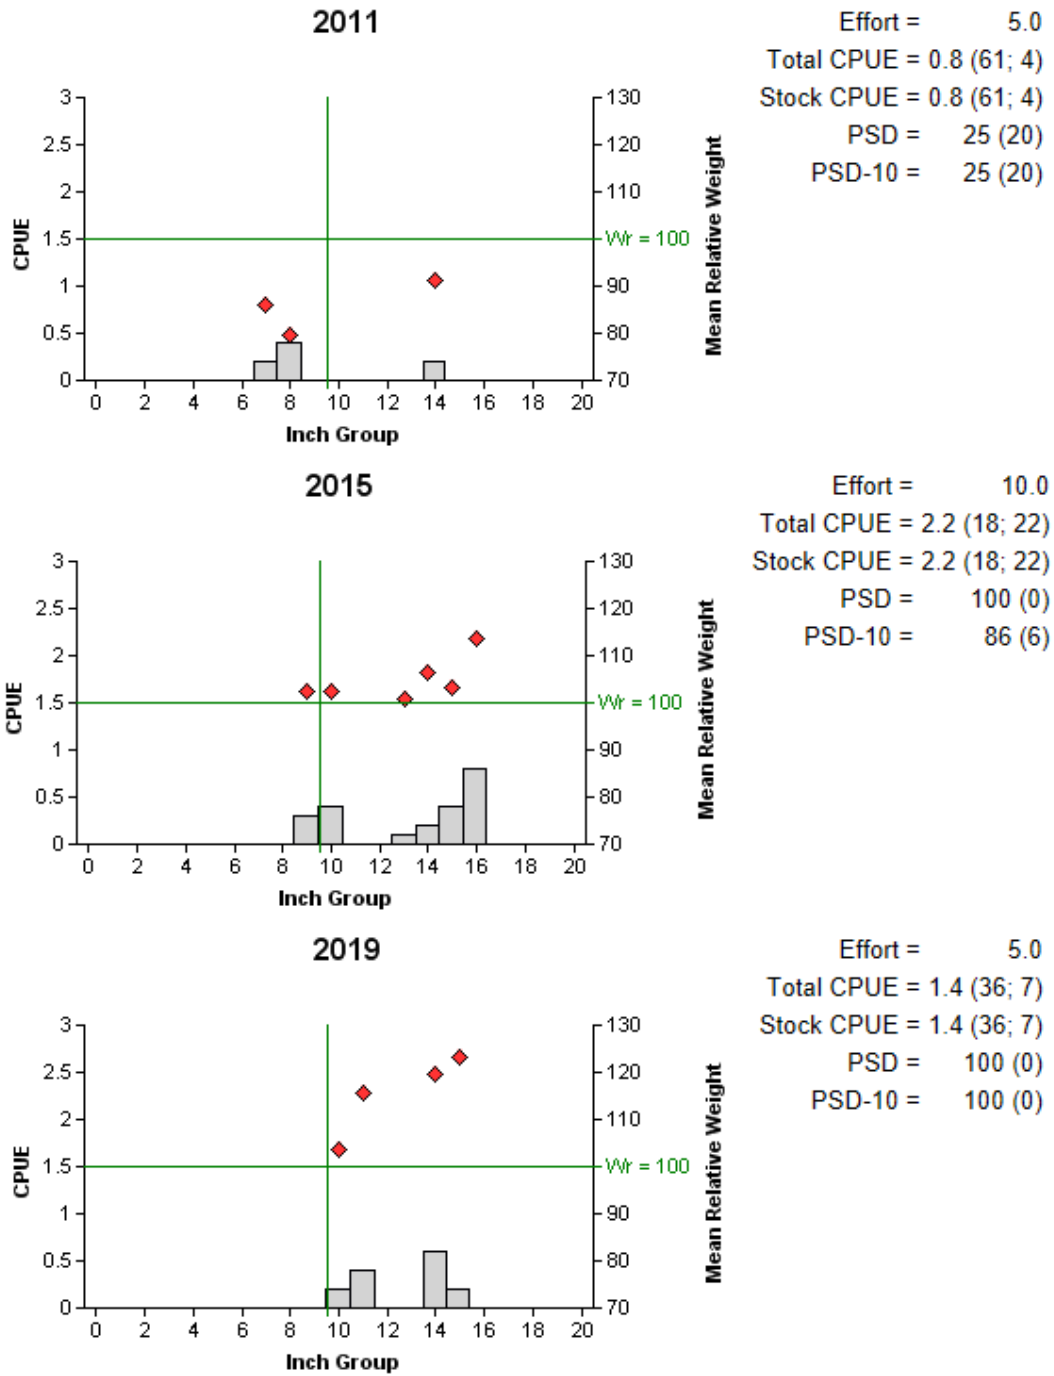 2011
Effort = 5.0
Total CPUE = 0.8 (61; 4)
Stock CPUE = 0.8 (61; 4)
PSD = 25 (20)
PSD-10 = 25 (20)
3
2.5
2
1.5
1
0.5
0
CPUE
130
120
110
Wr = 100
90
80
70
Mean Relative Weight
0 2 4 6 8 10 12 14 16 18 20
Inch Group
2015
Effort = 10.0
Total CPUE = 2.2 (18; 22)
Stock CPUE = 2.2 (18; 22)
PSD = 100 (0)
PSD-10 = 86 (6)
3
2.5
2
1.5
1
0.5
0
CPUE
130
120
110
Wr = 100
90
80
70
Mean Relative Weight
0 2 4 6 8 10 12 14 16 18 20
Inch Group
2019
Effort = 5.0
Total CPUE = 1.4 (36; 7)
Stock CPUE = 1.4 (36; 7)
PSD = 100 (0)
PSD-10 = 100 (0)
3
2.5
2
1.5
1
0.5
0
CPUE
130
120
110
Wr = 100
90
80
70
Mean Relative Weight
0 2 4 6 8 10 12 14 16 18 20
Inch Group